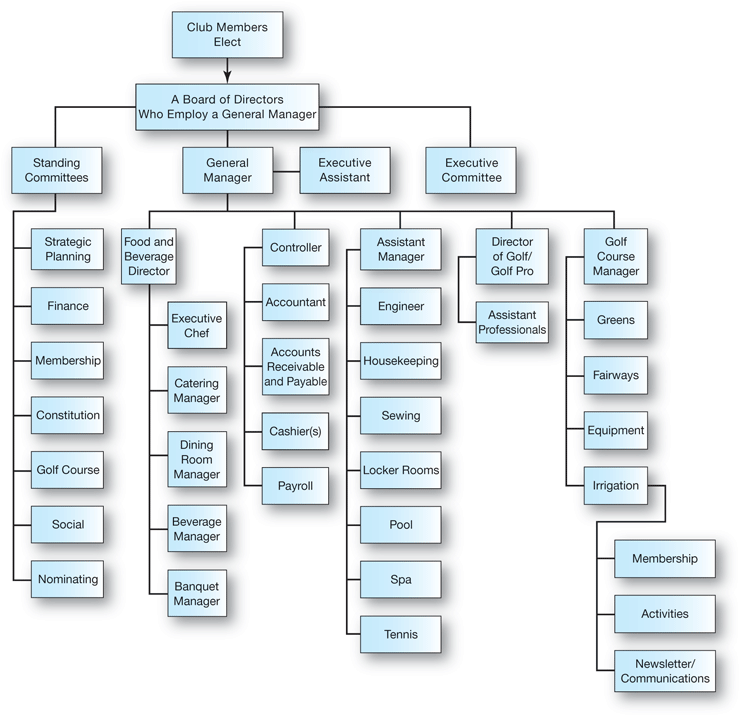 Club Members
Elect
A Board of Directors
Who Employ a General Manager
Standing
Committees
General
Manager
Executive
Assistant
Executive
Committee
Strategic
Planning
Finance
Membership
Constitution
Golf Course
Social
Nominating
Food and
Beverage
Director
Executive
Chef
Catering
Manager
Dining
Room
Manager
Beverage
Manager
Banquet
Manager
Controller
Accountant
Accounts
Receivable
and Payable
Cashier(s)
Payroll
Assistant
Manager
Engineer
Housekeeping
Sewing
Locker Rooms
Pool
Spa
Tennis
Director
of Golf/
Golf Pro
Assistant
Professionals
Golf
Course
Manager
Greens
Fairways
Equipment
Irrigation
Membership
Activities
Newsletter/
Communications